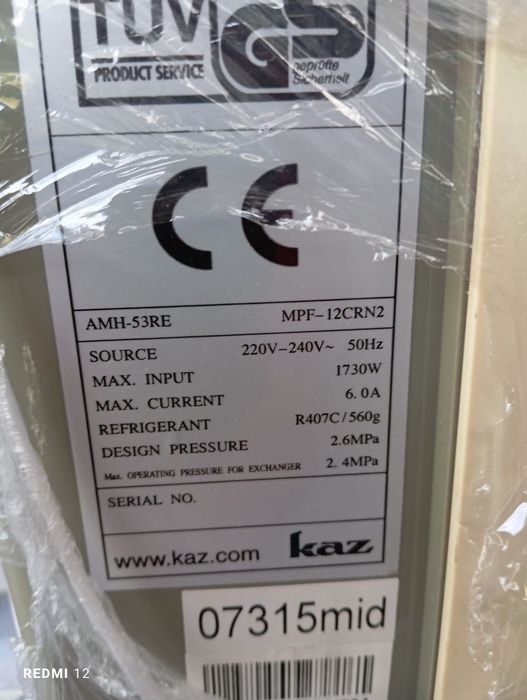 TÜV
PRODUCT SERVICE
GS
geprüfte
Sicherheit
CE
AMH-53RE MPF-12CRN2
SOURCE 220V-240V~ 50Hz
MAX. INPUT 1730W
MAX. CURRENT 6.0A
REFRIGERANT R407C/560g
DESIGN PRESSURE 2.6MPa
Max. OPERATING PRESSURE FOR EXCHANGER 2.4MPa
SERIAL NO.
www.kaz.com kaz
07315mid
REDMI 12